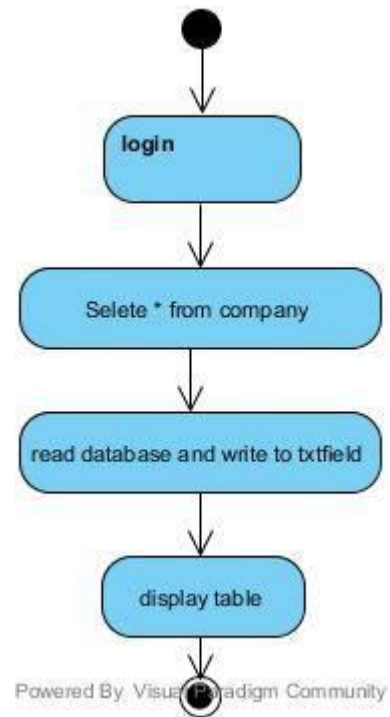 login
Selete * from company
read database and write to txtfield
display table
Powered By Visual Paradigm Community